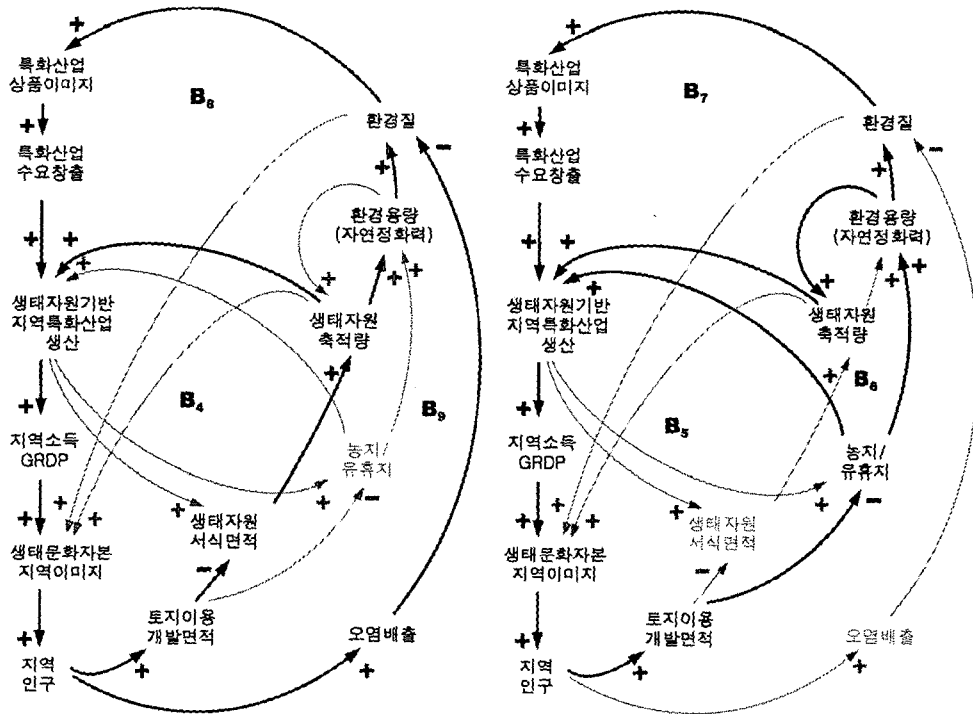 특화산업
상품이미지
B₈
환경질
특화산업
수요창출
환경용량
(자연정화력)
생태자원기반
지역특화산업
생산
생태자원
축적량
B₄
B₉
지역소득
GRDP
농지/
유휴지
생태자원
서식면적
생태문화자본
지역이미지
토지이용
개발면적
오염배출
지역
인구
특화산업
상품이미지
B₇
환경질
특화산업
수요창출
환경용량
(자연정화력)
생태자원기반
지역특화산업
생산
생태자원
축적량
B₆
B₅
지역소득
GRDP
농지/
유휴지
생태자원
서식면적
생태문화자본
지역이미지
토지이용
개발면적
오염배출
지역
인구